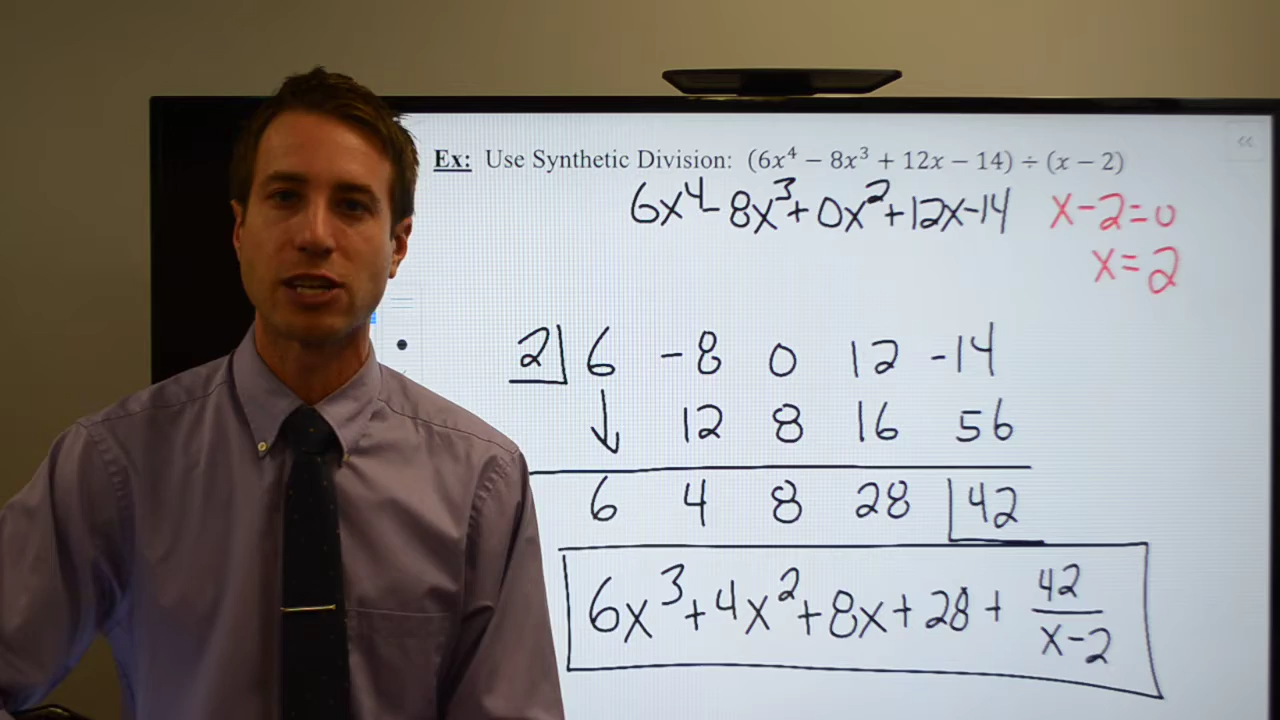 Ex: Use Synthetic Division: (6x⁴ − 8x³ + 12x − 14) ÷ (x − 2)
6x⁴ - 8x³ + 0x² + 12x - 14 x - 2 = 0
x = 2
2 6 -8 0 12 -14
↓ 12 8 16 56
6 4 8 28 42
6x³ + 4x² + 8x + 28 + 42/(x-2)